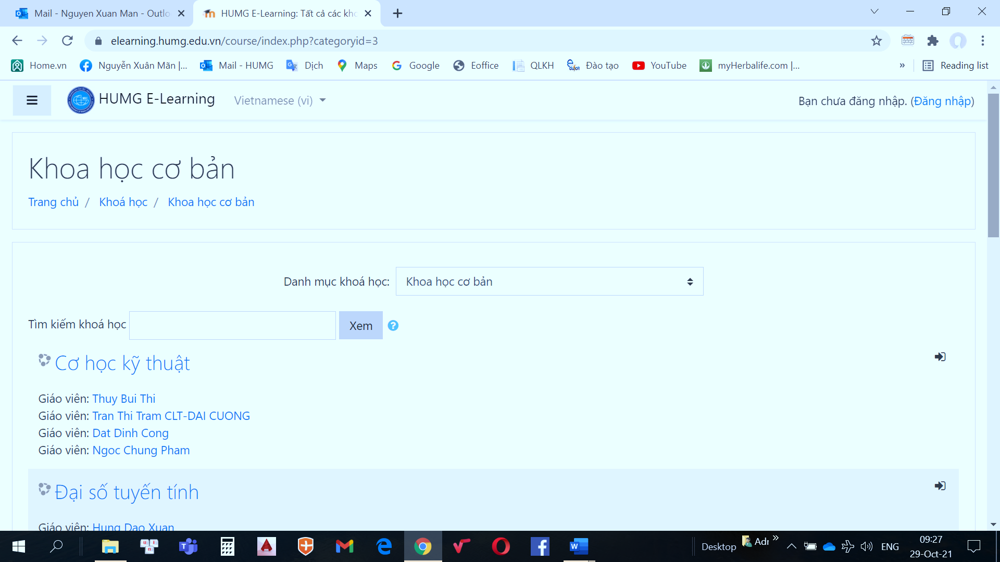 Mail - Nguyen Xuan Man - Outlo
HUMG E-Learning: Tất cả các kho
elearning.humg.edu.vn/course/index.php?categoryid=3
Home.vn
Nguyễn Xuân Mãn |...
Mail - HUMG
Dịch
Maps
Google
Eoffice
QLKH
Đào tạo
YouTube
myHerbalife.com |...
»
Reading list
HUMG E-Learning
Vietnamese (vi)
Bạn chưa đăng nhập. (Đăng nhập)
Khoa học cơ bản
Trang chủ / Khoá học / Khoa học cơ bản
Danh mục khoá học:
Khoa học cơ bản
Tìm kiếm khoá học
Xem
Cơ học kỹ thuật
Giáo viên: Thuy Bui Thi
Giáo viên: Tran Thi Tram CLT-DAI CUONG
Giáo viên: Dat Dinh Cong
Giáo viên: Ngoc Chung Pham
Đại số tuyến tính
Giáo viên: Hung Dao Xuan
Desktop
Adr
»
ENG
09:27
29-Oct-21